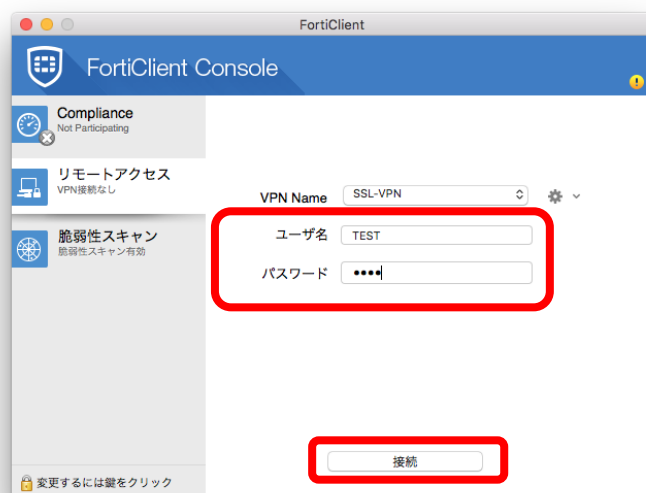 FortiClient
FortiClient Console
Compliance
Not Participating
リモートアクセス
VPN接続なし
脆弱性スキャン
脆弱性スキャン有効
VPN Name
SSL-VPN
ユーザ名
TEST
パスワード
••••
接続
変更するには鍵をクリック